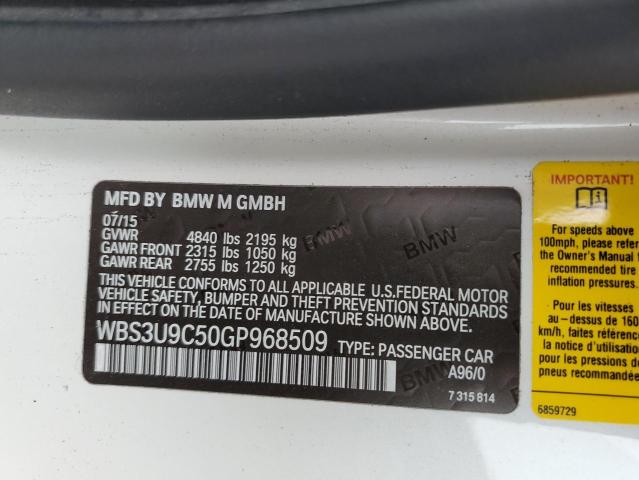 MFD BY BMW M GMBH
07/15
GVWR 4840 lbs 2195 kg
GAWR FRONT 2315 lbs 1050 kg
GAWR REAR 2755 lbs 1250 kg
THIS VEHICLE CONFORMS TO ALL APPLICABLE U.S.FEDERAL MOTOR
VEHICLE SAFETY, BUMPER AND THEFT PREVENTION STANDARDS
IN EFFECT ON THE DATE OF MANUFACTURE SHOWN ABOVE.
WBS3U9C50GP968509 TYPE: PASSENGER CAR
A96/0
7 315 814
BMW
BMW
IMPORTANT!
For speeds above
100mph, please refer
the Owner's Manual
recommended tire
inflation pressures.
Pour les vitesses
au-dessus de 160
km/h, faites référence
à la notice d'utilisation
pour les pressions de
pneus recommandées
6859729